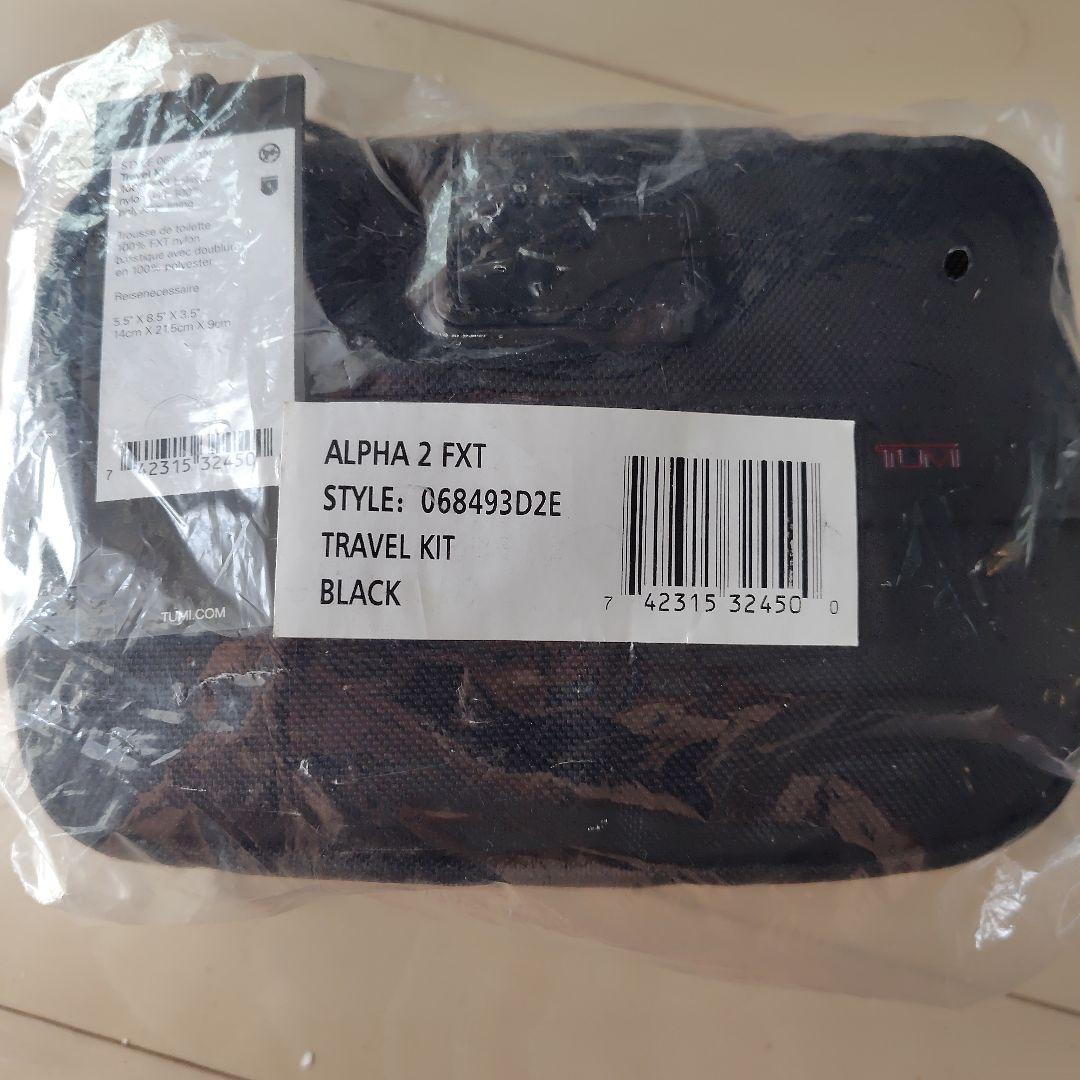 Travel
Trousse de toilette
100% FXT nylon
balistique avec doublure
en 100% polyester
Reisenecessaire
5.5" X 8.5" X 3.5"
14cm X 21.5cm X 9cm
7 42315 32450
TUMI.COM
ALPHA 2 FXT
STYLE: 068493D2E
TRAVEL KIT
BLACK
7 42315 32450 0
TUMI